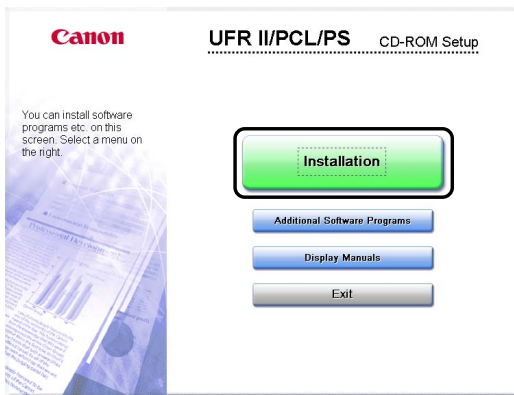 Canon
UFR II/PCL/PS CD-ROM Setup
You can install software
programs etc. on this
screen. Select a menu on
the right.
Installation
Additional Software Programs
Display Manuals
Exit